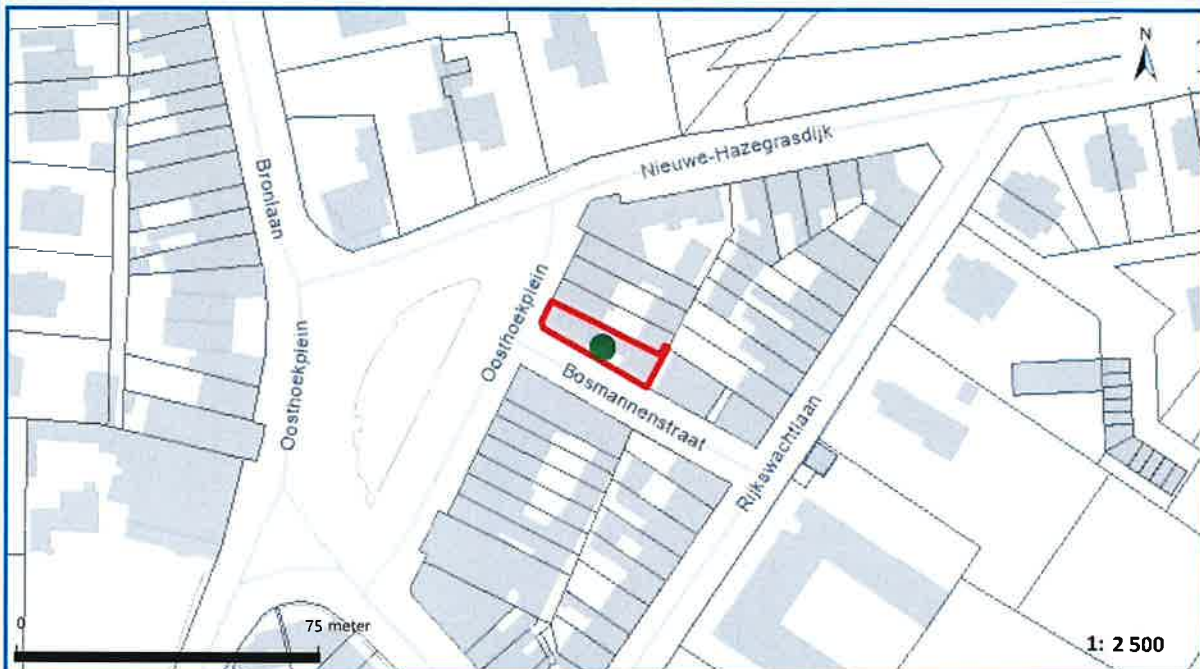 N
Nieuwe-Hazegrasdijk
Bronlaan
Oosthoekplein
Oosthoekplein
Bosmannenstraat
Rijkswachtlaan
0
75 meter
1: 2 500